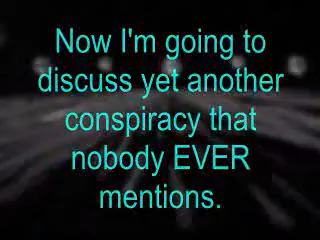 Now I'm going to
discuss yet another
conspiracy that
nobody EVER
mentions.